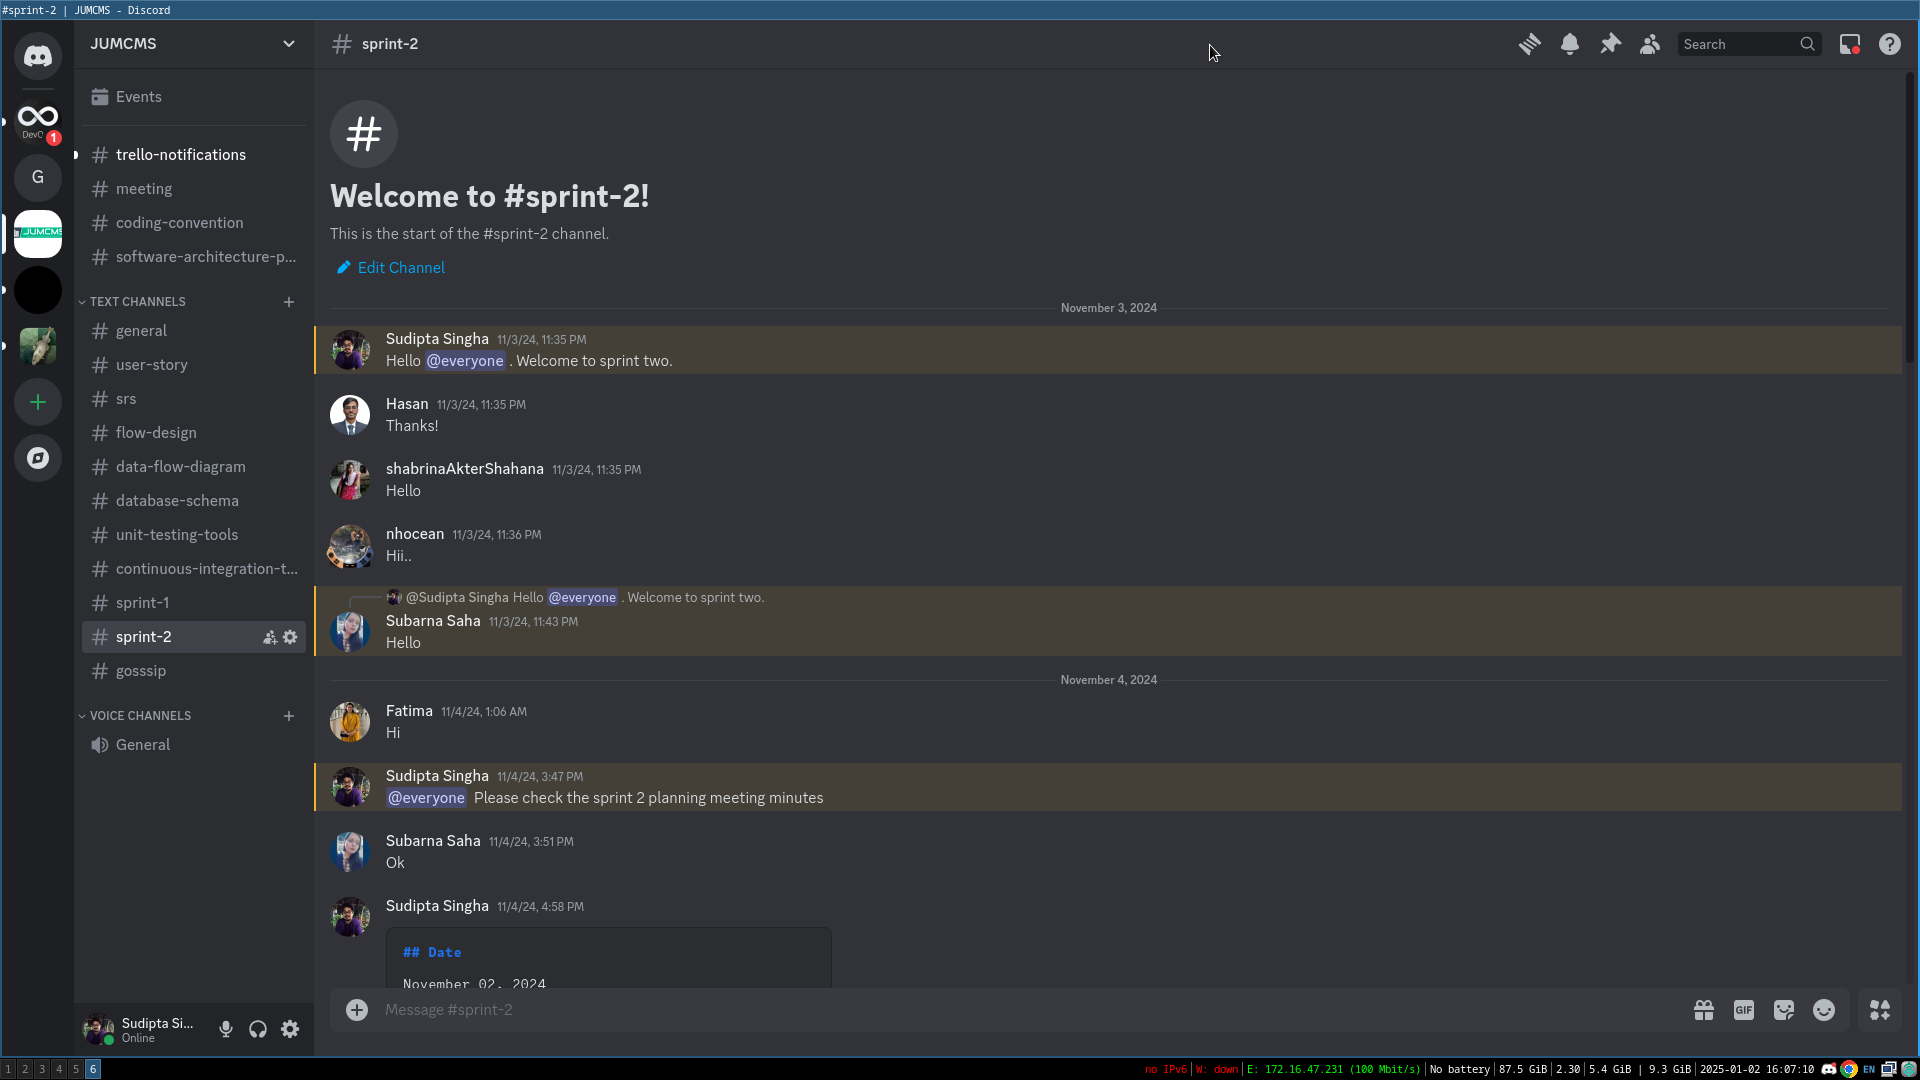 #sprint-2 | JUMCMS - Discord
JUMCMS
# sprint-2
Search
Events
trello-notifications
meeting
coding-convention
software-architecture-p...
TEXT CHANNELS
general
user-story
srs
flow-design
data-flow-diagram
database-schema
unit-testing-tools
continuous-integration-t...
sprint-1
sprint-2
gosssip
VOICE CHANNELS
General
DevO
1
G
JUMCMS
Sudipta Si...
Online
#
Welcome to #sprint-2!
This is the start of the #sprint-2 channel.
Edit Channel
November 3, 2024
Sudipta Singha 11/3/24, 11:35 PM
Hello @everyone . Welcome to sprint two.
Hasan 11/3/24, 11:35 PM
Thanks!
shabrinaAkterShahana 11/3/24, 11:35 PM
Hello
nhocean 11/3/24, 11:36 PM
Hii..
@Sudipta Singha Hello @everyone . Welcome to sprint two.
Subarna Saha 11/3/24, 11:43 PM
Hello
November 4, 2024
Fatima 11/4/24, 1:06 AM
Hi
Sudipta Singha 11/4/24, 3:47 PM
@everyone Please check the sprint 2 planning meeting minutes
Subarna Saha 11/4/24, 3:51 PM
Ok
Sudipta Singha 11/4/24, 4:58 PM
## Date
November 02, 2024
Message #sprint-2
GIF
1 2 3 4 5 6
no IPv6 | W: down | E: 172.16.47.231 (100 Mbit/s) | No battery | 87.5 GiB | 2.30 | 5.4 GiB | 9.3 GiB | 2025-01-02 16:07:10 EN